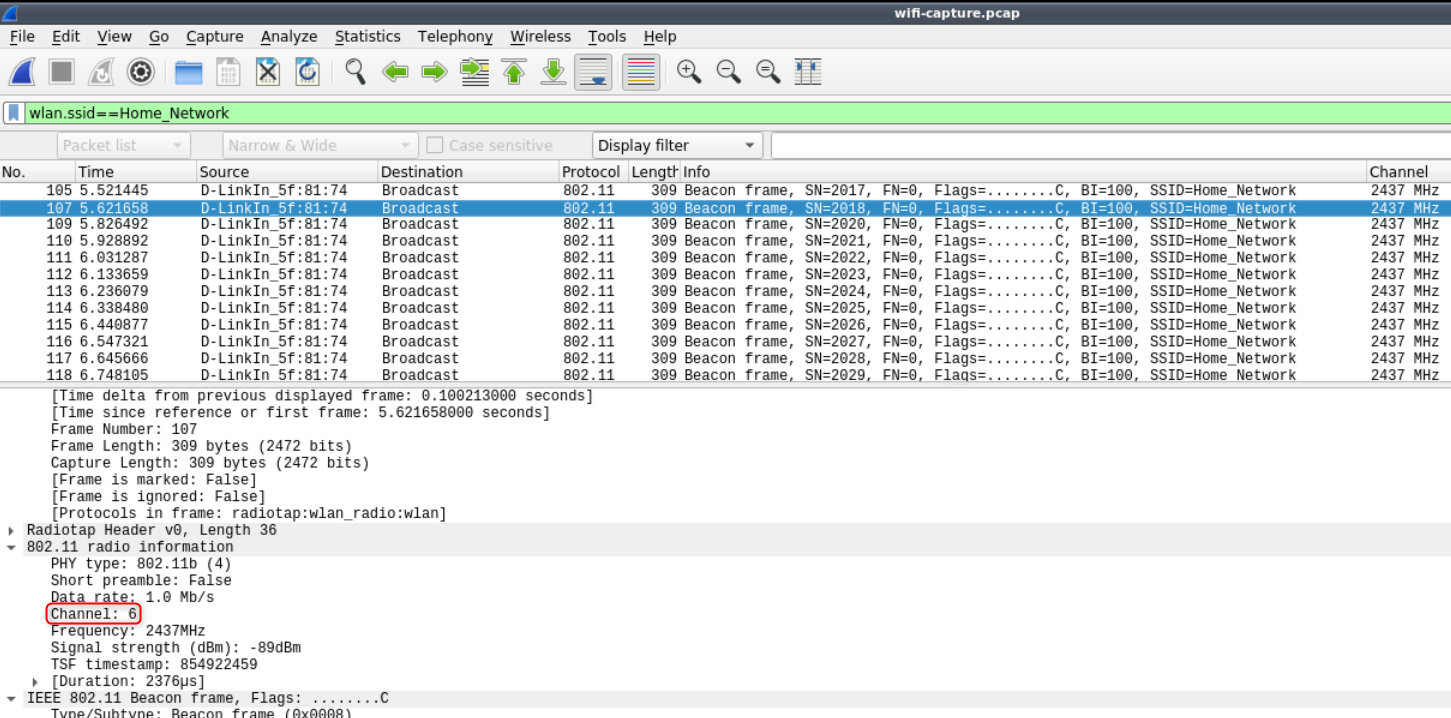 wifi-capture.pcap
File Edit View Go Capture Analyze Statistics Telephony Wireless Tools Help
wlan.ssid==Home_Network
Packet list Narrow & Wide Case sensitive Display filter
No. Time Source Destination Protocol Length Info Channel
105 5.521445 D-LinkIn_5f:81:74 Broadcast 802.11 309 Beacon frame, SN=2017, FN=0, Flags=........C, BI=100, SSID=Home_Network 2437 MHz
107 5.621658 D-LinkIn_5f:81:74 Broadcast 802.11 309 Beacon frame, SN=2018, FN=0, Flags=........C, BI=100, SSID=Home_Network 2437 MHz
109 5.826492 D-LinkIn_5f:81:74 Broadcast 802.11 309 Beacon frame, SN=2020, FN=0, Flags=........C, BI=100, SSID=Home_Network 2437 MHz
110 5.928892 D-LinkIn_5f:81:74 Broadcast 802.11 309 Beacon frame, SN=2021, FN=0, Flags=........C, BI=100, SSID=Home_Network 2437 MHz
111 6.031287 D-LinkIn_5f:81:74 Broadcast 802.11 309 Beacon frame, SN=2022, FN=0, Flags=........C, BI=100, SSID=Home_Network 2437 MHz
112 6.133659 D-LinkIn_5f:81:74 Broadcast 802.11 309 Beacon frame, SN=2023, FN=0, Flags=........C, BI=100, SSID=Home_Network 2437 MHz
113 6.236079 D-LinkIn_5f:81:74 Broadcast 802.11 309 Beacon frame, SN=2024, FN=0, Flags=........C, BI=100, SSID=Home_Network 2437 MHz
114 6.338480 D-LinkIn_5f:81:74 Broadcast 802.11 309 Beacon frame, SN=2025, FN=0, Flags=........C, BI=100, SSID=Home_Network 2437 MHz
115 6.440877 D-LinkIn_5f:81:74 Broadcast 802.11 309 Beacon frame, SN=2026, FN=0, Flags=........C, BI=100, SSID=Home_Network 2437 MHz
116 6.547321 D-LinkIn_5f:81:74 Broadcast 802.11 309 Beacon frame, SN=2027, FN=0, Flags=........C, BI=100, SSID=Home_Network 2437 MHz
117 6.645666 D-LinkIn_5f:81:74 Broadcast 802.11 309 Beacon frame, SN=2028, FN=0, Flags=........C, BI=100, SSID=Home_Network 2437 MHz
118 6.748105 D-LinkIn_5f:81:74 Broadcast 802.11 309 Beacon frame, SN=2029, FN=0, Flags=........C, BI=100, SSID=Home_Network 2437 MHz
[Time delta from previous displayed frame: 0.100213000 seconds]
[Time since reference or first frame: 5.621658000 seconds]
Frame Number: 107
Frame Length: 309 bytes (2472 bits)
Capture Length: 309 bytes (2472 bits)
[Frame is marked: False]
[Frame is ignored: False]
[Protocols in frame: radiotap:wlan_radio:wlan]
Radiotap Header v0, Length 36
802.11 radio information
PHY type: 802.11b (4)
Short preamble: False
Data rate: 1.0 Mb/s
Channel: 6
Frequency: 2437MHz
Signal strength (dBm): -89dBm
TSF timestamp: 854922459
[Duration: 2376µs]
IEEE 802.11 Beacon frame, Flags: ........C
Type/Subtype: Beacon frame (0x0008)